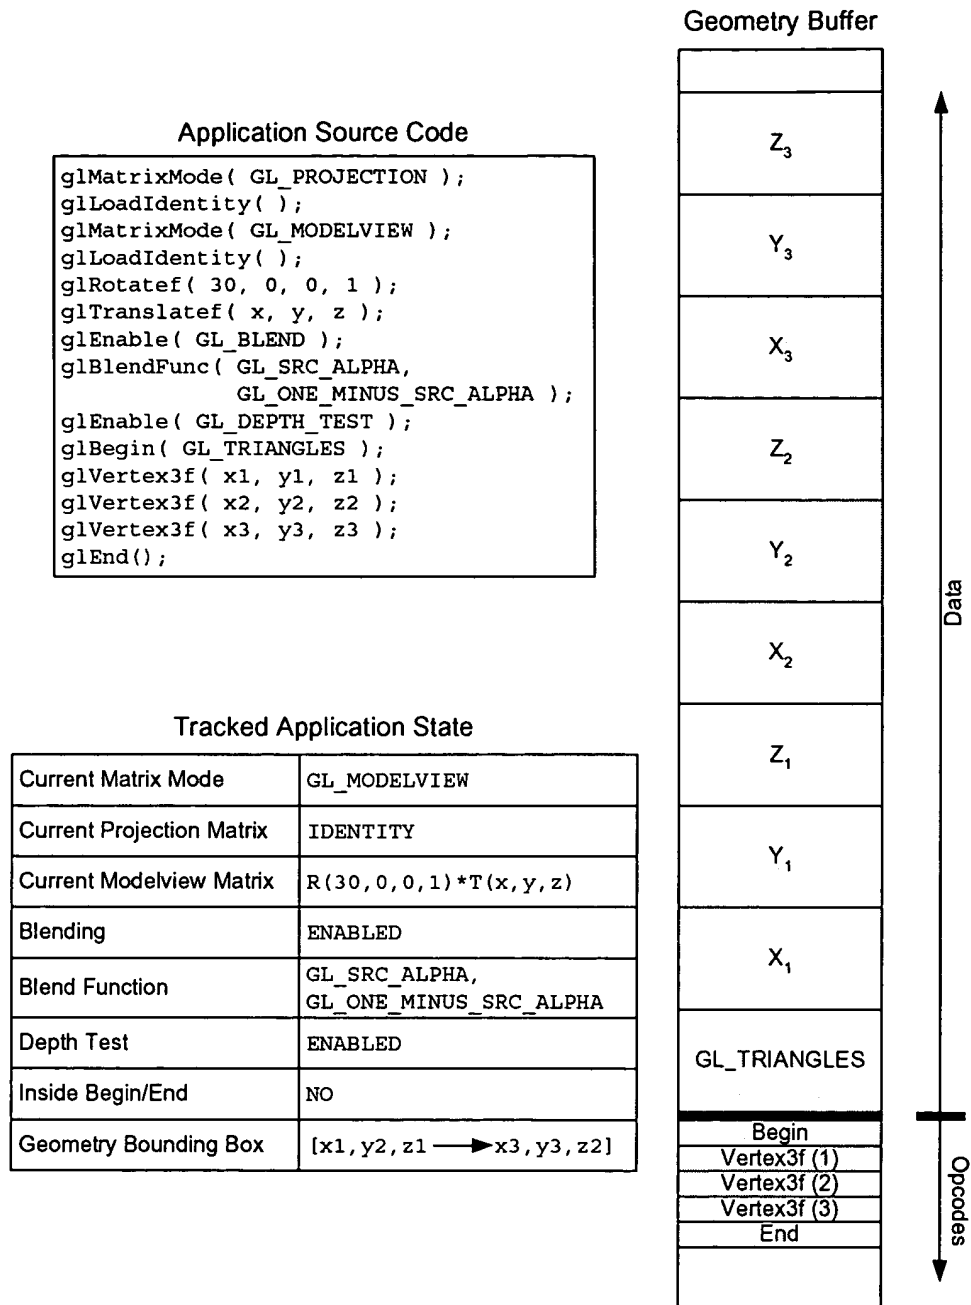 Geometry Buffer
Application Source Code
glMatrixMode( GL_PROJECTION );
glLoadIdentity( );
glMatrixMode( GL_MODELVIEW );
glLoadIdentity( );
glRotatef( 30, 0, 0, 1 );
glTranslatef( x, y, z );
glEnable( GL_BLEND );
glBlendFunc( GL_SRC_ALPHA,
GL_ONE_MINUS_SRC_ALPHA );
glEnable( GL_DEPTH_TEST );
glBegin( GL_TRIANGLES );
glVertex3f( x1, y1, z1 );
glVertex3f( x2, y2, z2 );
glVertex3f( x3, y3, z3 );
glEnd();
Tracked Application State
Current Matrix Mode GL_MODELVIEW
Current Projection Matrix IDENTITY
Current Modelview Matrix R(30,0,0,1)*T(x,y,z)
Blending ENABLED
Blend Function GL_SRC_ALPHA,
GL_ONE_MINUS_SRC_ALPHA
Depth Test ENABLED
Inside Begin/End NO
Geometry Bounding Box [x1,y2,z1 → x3,y3,z2]
Z3
Y3
X3
Z2
Y2
X2
Z1
Y1
X1
GL_TRIANGLES
Begin
Vertex3f (1)
Vertex3f (2)
Vertex3f (3)
End
Data
Opcodes